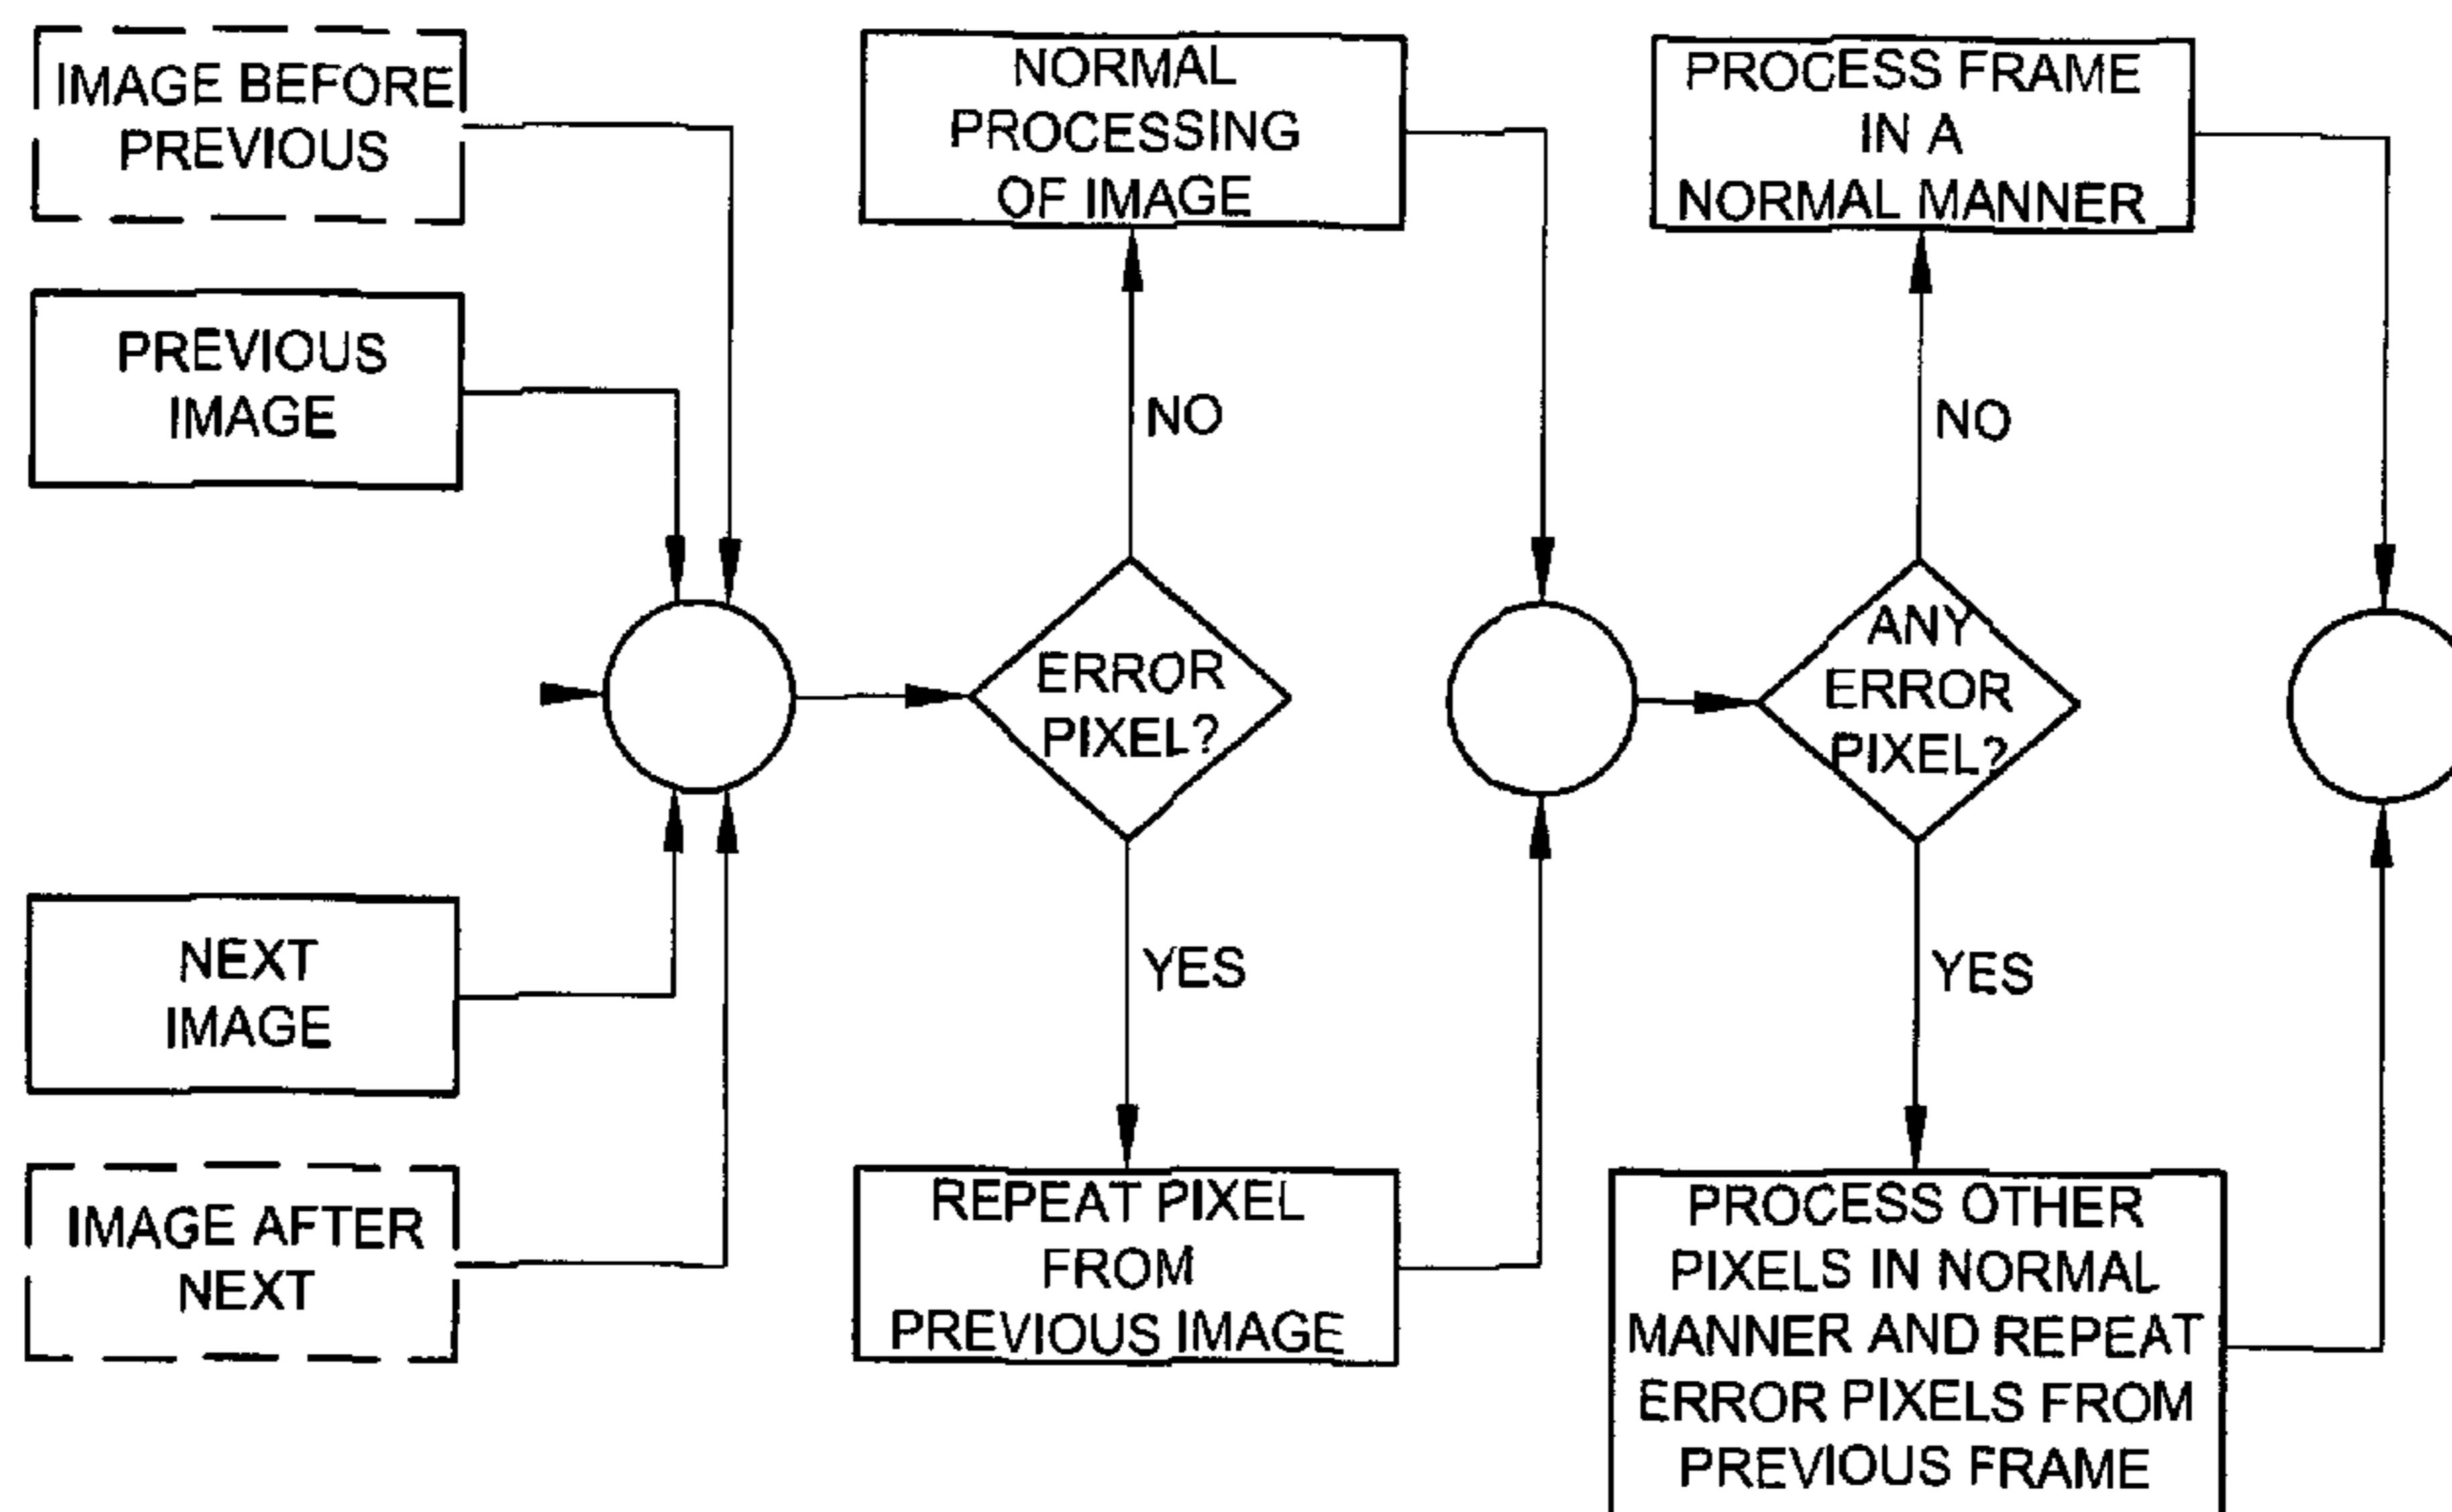 IMAGE BEFORE
PREVIOUS
PREVIOUS
IMAGE
NEXT
IMAGE
IMAGE AFTER
NEXT
NORMAL
PROCESSING
OF IMAGE
NO
ERROR
PIXEL?
YES
REPEAT PIXEL
FROM
PREVIOUS IMAGE
PROCESS FRAME
IN A
NORMAL MANNER
NO
ANY
ERROR
PIXEL?
YES
PROCESS OTHER
PIXELS IN NORMAL
MANNER AND REPEAT
ERROR PIXELS FROM
PREVIOUS FRAME